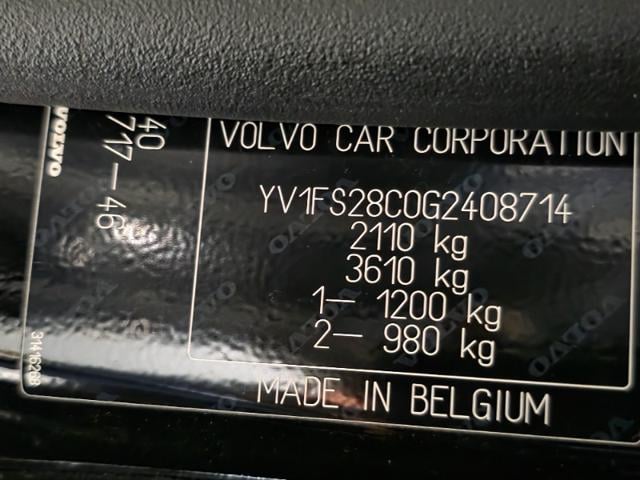 VOLVO CAR CORPORATION
YV1FS28C0G2408714
2110 kg
3610 kg
1— 1200 kg
2— 980 kg
MADE IN BELGIUM
VOLVO
40
717—46
31416268